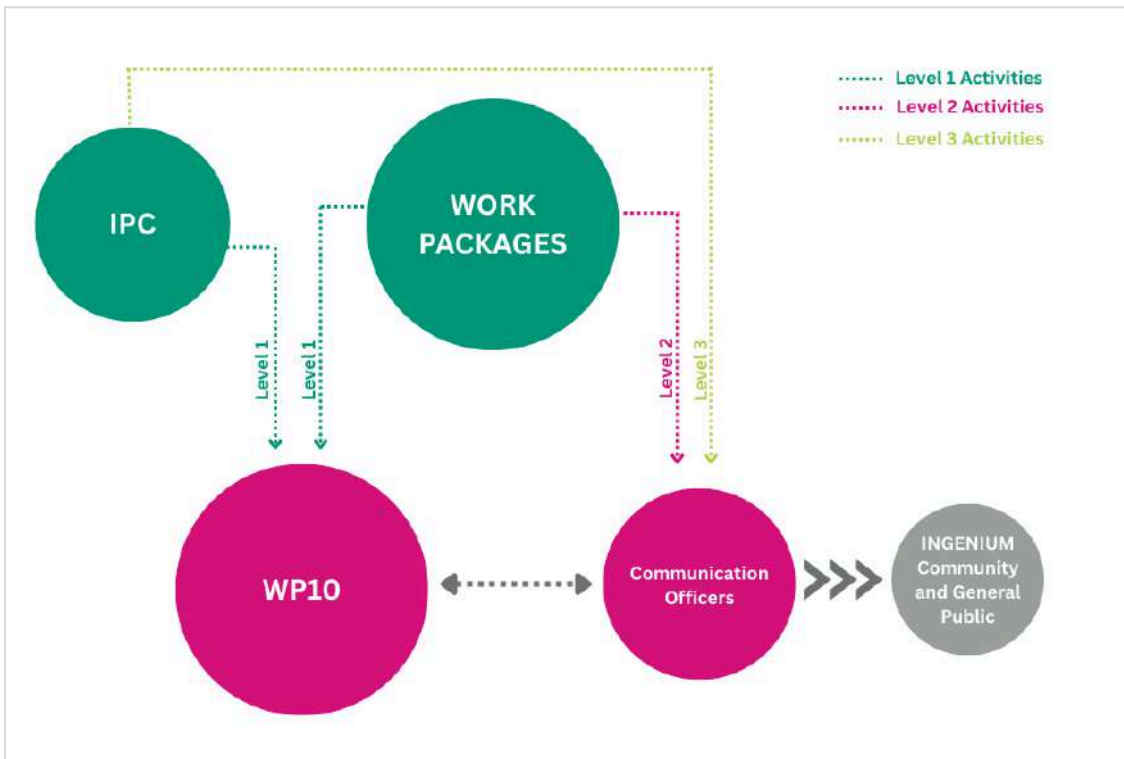 Level 1 Activities
Level 2 Activities
Level 3 Activities
IPC
WORK
PACKAGES
Level 1
Level 1
Level 2
Level 3
WP10
Communication
Officers
INGENIUM
Community
and General
Public